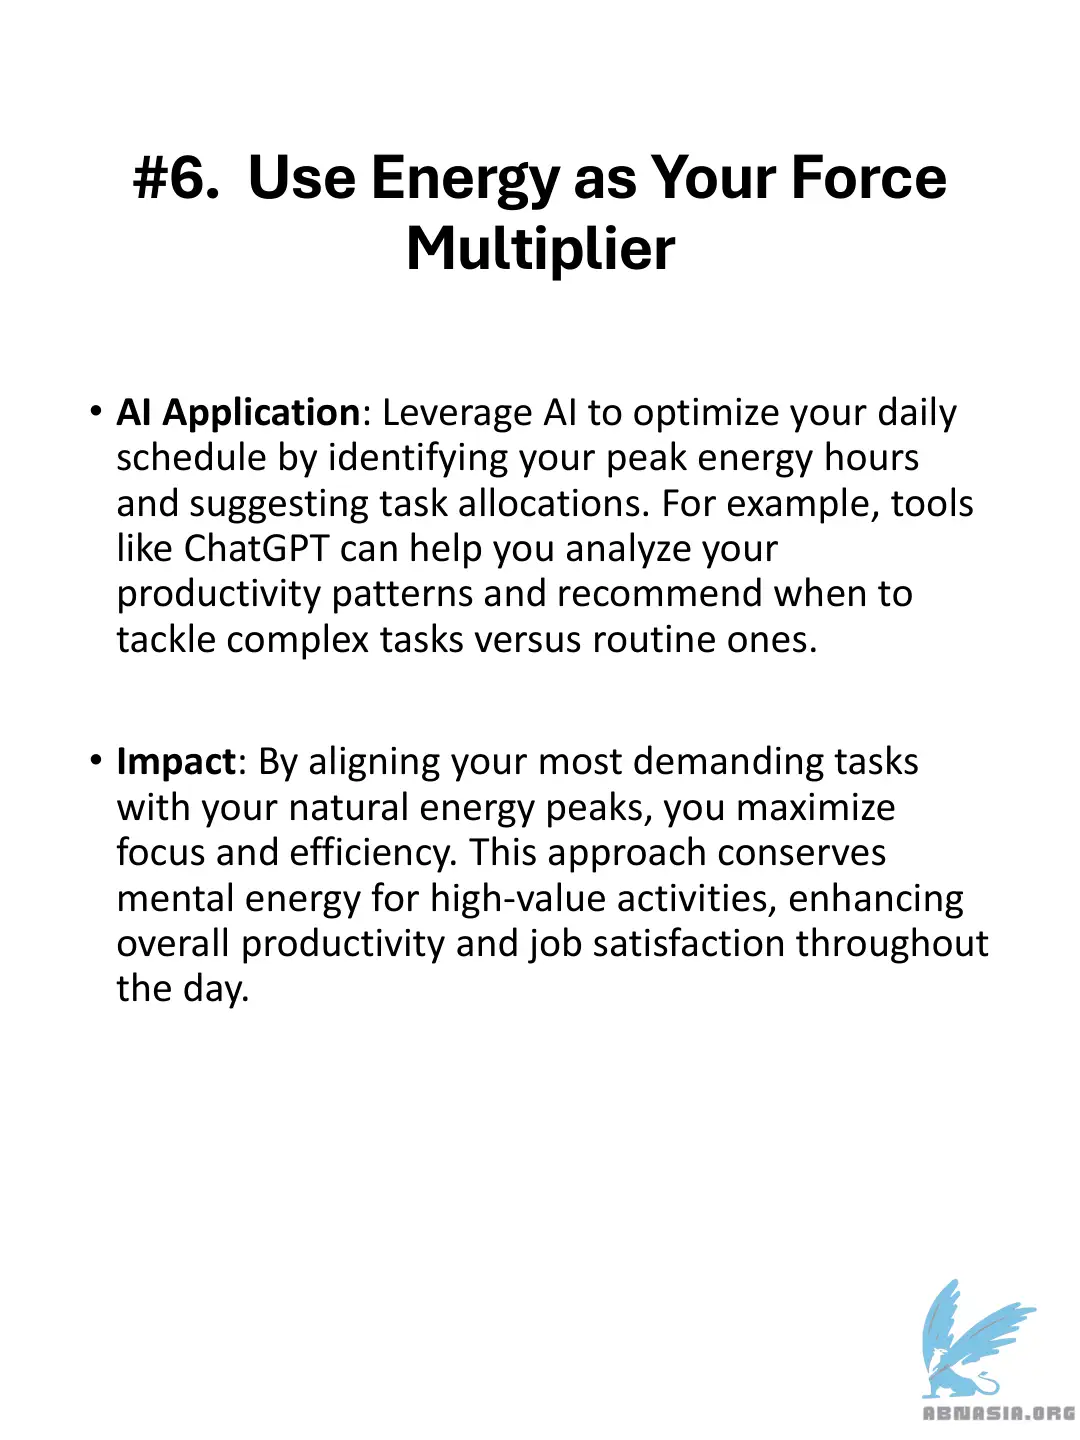 #6.  Use Energy as Your Force
Multiplier
• AI Application: Leverage AI to optimize your daily
schedule by identifying your peak energy hours
and suggesting task allocations. For example, tools
like ChatGPT can help you analyze your
productivity patterns and recommend when to
tackle complex tasks versus routine ones.
• Impact: By aligning your most demanding tasks
with your natural energy peaks, you maximize
focus and efficiency. This approach conserves
mental energy for high-value activities, enhancing
overall productivity and job satisfaction throughout
the day.
ABNASIA.ORG